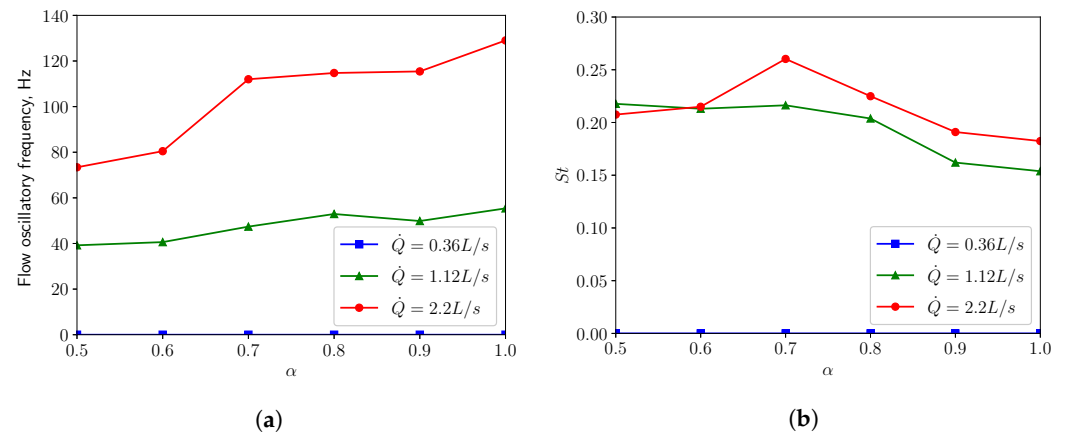 140
120
100
80
60
40
20
0
Flow oscillatory frequency, Hz
0.5 0.6 0.7 0.8 0.9 1.0
α
Q̇ = 0.36L/s
Q̇ = 1.12L/s
Q̇ = 2.2L/s
(a)
0.30
0.25
0.20
0.15
0.10
0.05
0.00
St
0.5 0.6 0.7 0.8 0.9 1.0
α
Q̇ = 0.36L/s
Q̇ = 1.12L/s
Q̇ = 2.2L/s
(b)